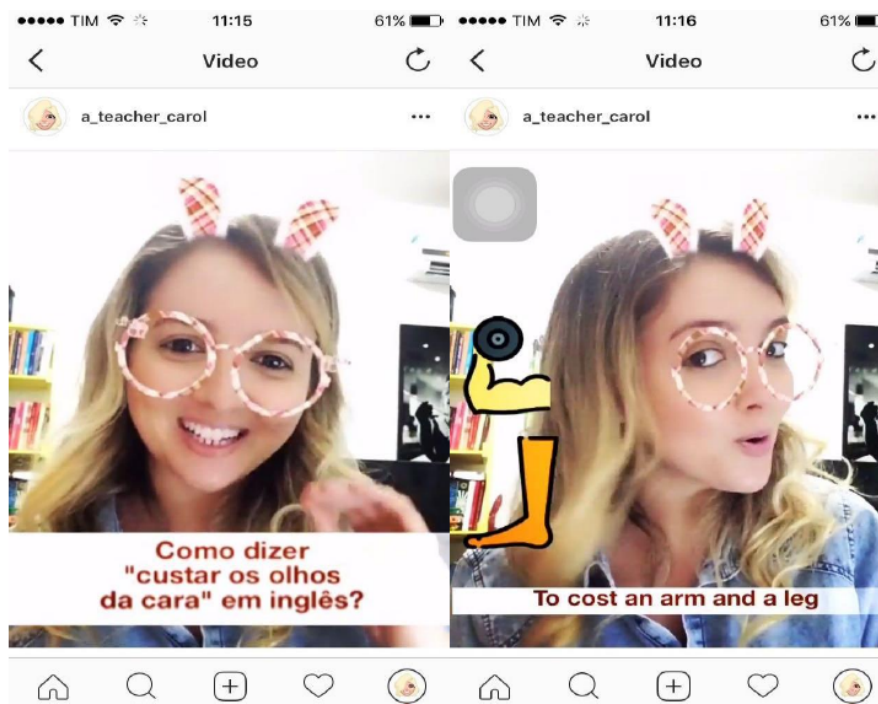 TIM 11:15 61%
Video
a_teacher_carol
Como dizer
"custar os olhos
da cara" em inglês?
TIM 11:16 61%
Video
a_teacher_carol
To cost an arm and a leg